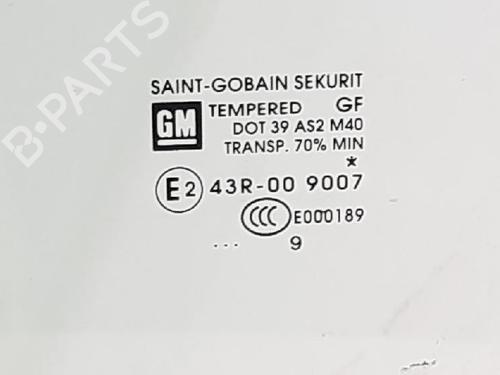 B-PARTS
SAINT-GOBAIN SEKURIT
GM TEMPERED GF
DOT 39 AS2 M40
TRANSP. 70% MIN
*
E2 43R-00 9007
CCC E000189
... 9